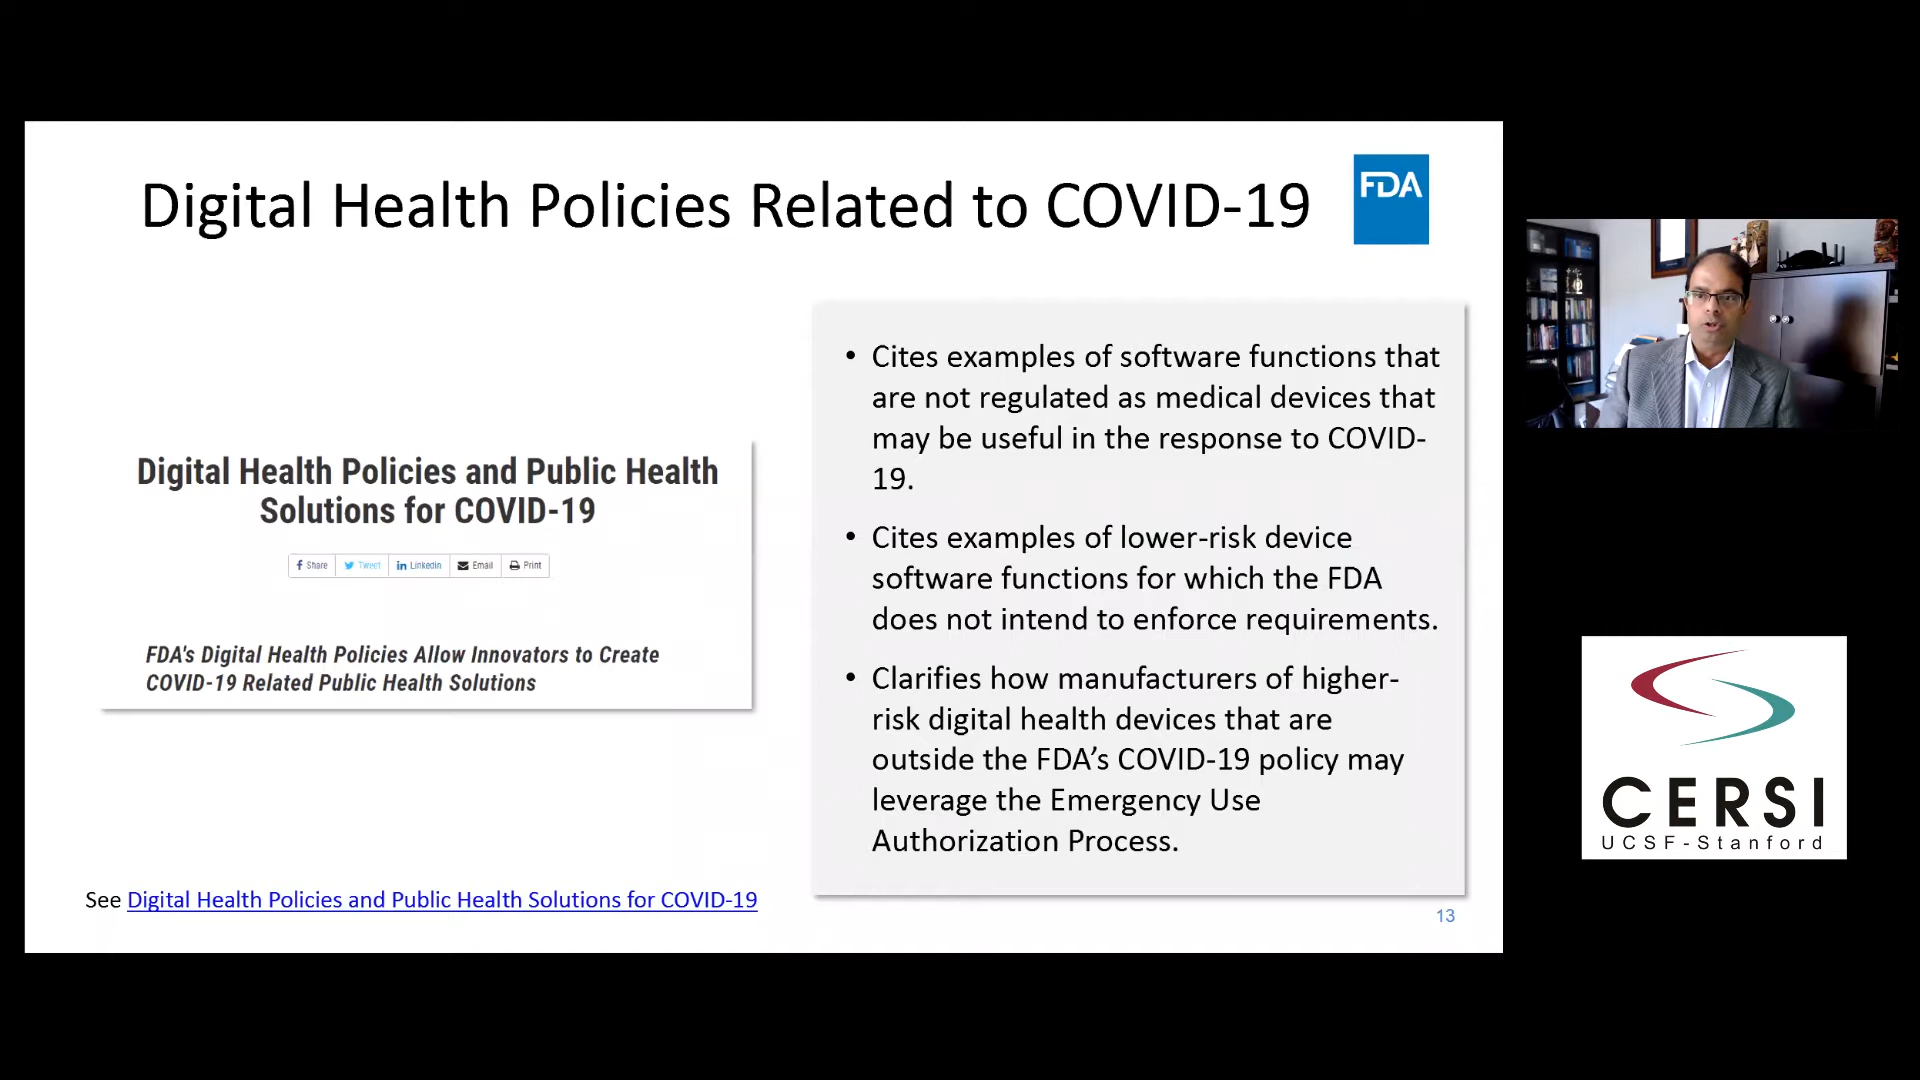 Digital Health Policies Related to COVID-19
FDA
Digital Health Policies and Public Health
Solutions for COVID-19
Share
Tweet
in Linkedin
Email
Print
FDA's Digital Health Policies Allow Innovators to Create
COVID-19 Related Public Health Solutions
See Digital Health Policies and Public Health Solutions for COVID-19
• Cites examples of software functions that
are not regulated as medical devices that
may be useful in the response to COVID-
19.
• Cites examples of lower-risk device
software functions for which the FDA
does not intend to enforce requirements.
• Clarifies how manufacturers of higher-
risk digital health devices that are
outside the FDA’s COVID-19 policy may
leverage the Emergency Use
Authorization Process.
13
CERSI
UCSF-Stanford